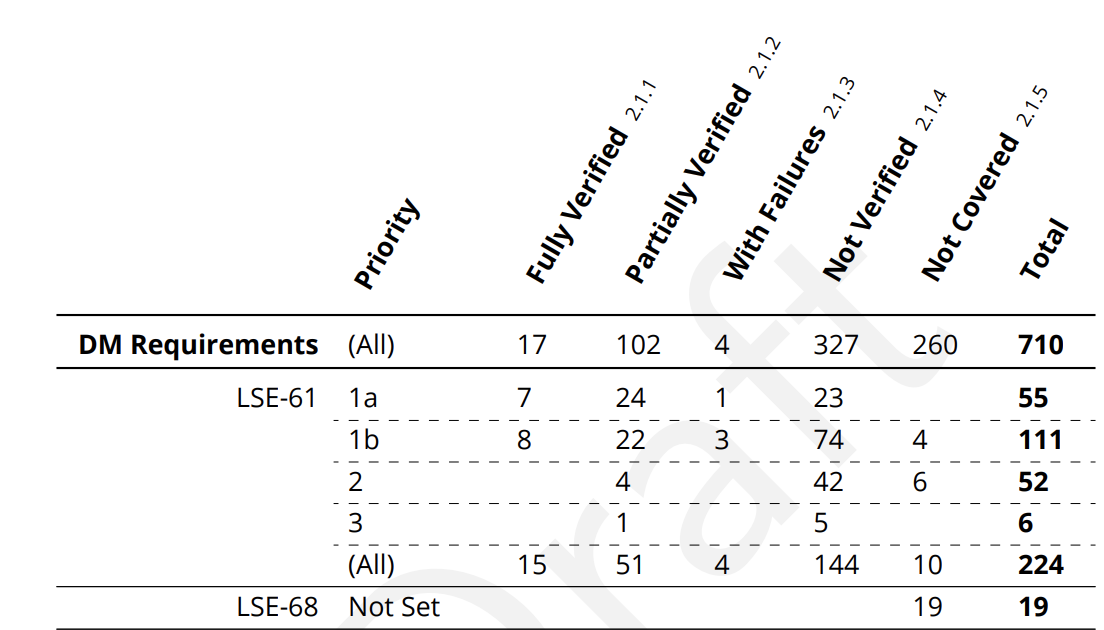 Priority Fully Verified 2.1.1 Partially Verified 2.1.2 With Failures 2.1.3 Not Verified 2.1.4 Not Covered 2.1.5 Total
DM Requirements (All) 17 102 4 327 260 710
LSE-61 1a 7 24 1 23 55
1b 8 22 3 74 4 111
2 4 42 6 52
3 1 5 6
(All) 15 51 4 144 10 224
LSE-68 Not Set 19 19
Draft